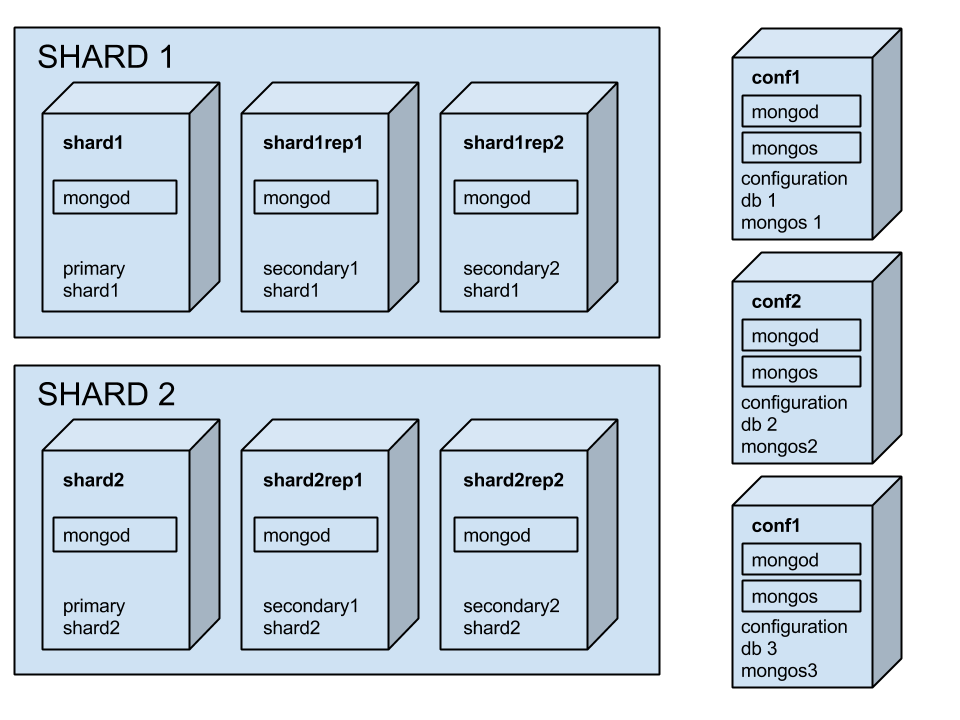 SHARD 1
shard1
mongod
primary
shard1
shard1rep1
mongod
secondary1
shard1
shard1rep2
mongod
secondary2
shard1
SHARD 2
shard2
mongod
primary
shard2
shard2rep1
mongod
secondary1
shard2
shard2rep2
mongod
secondary2
shard2
conf1
mongod
mongos
configuration
db 1
mongos 1
conf2
mongod
mongos
configuration
db 2
mongos2
conf1
mongod
mongos
configuration
db 3
mongos3